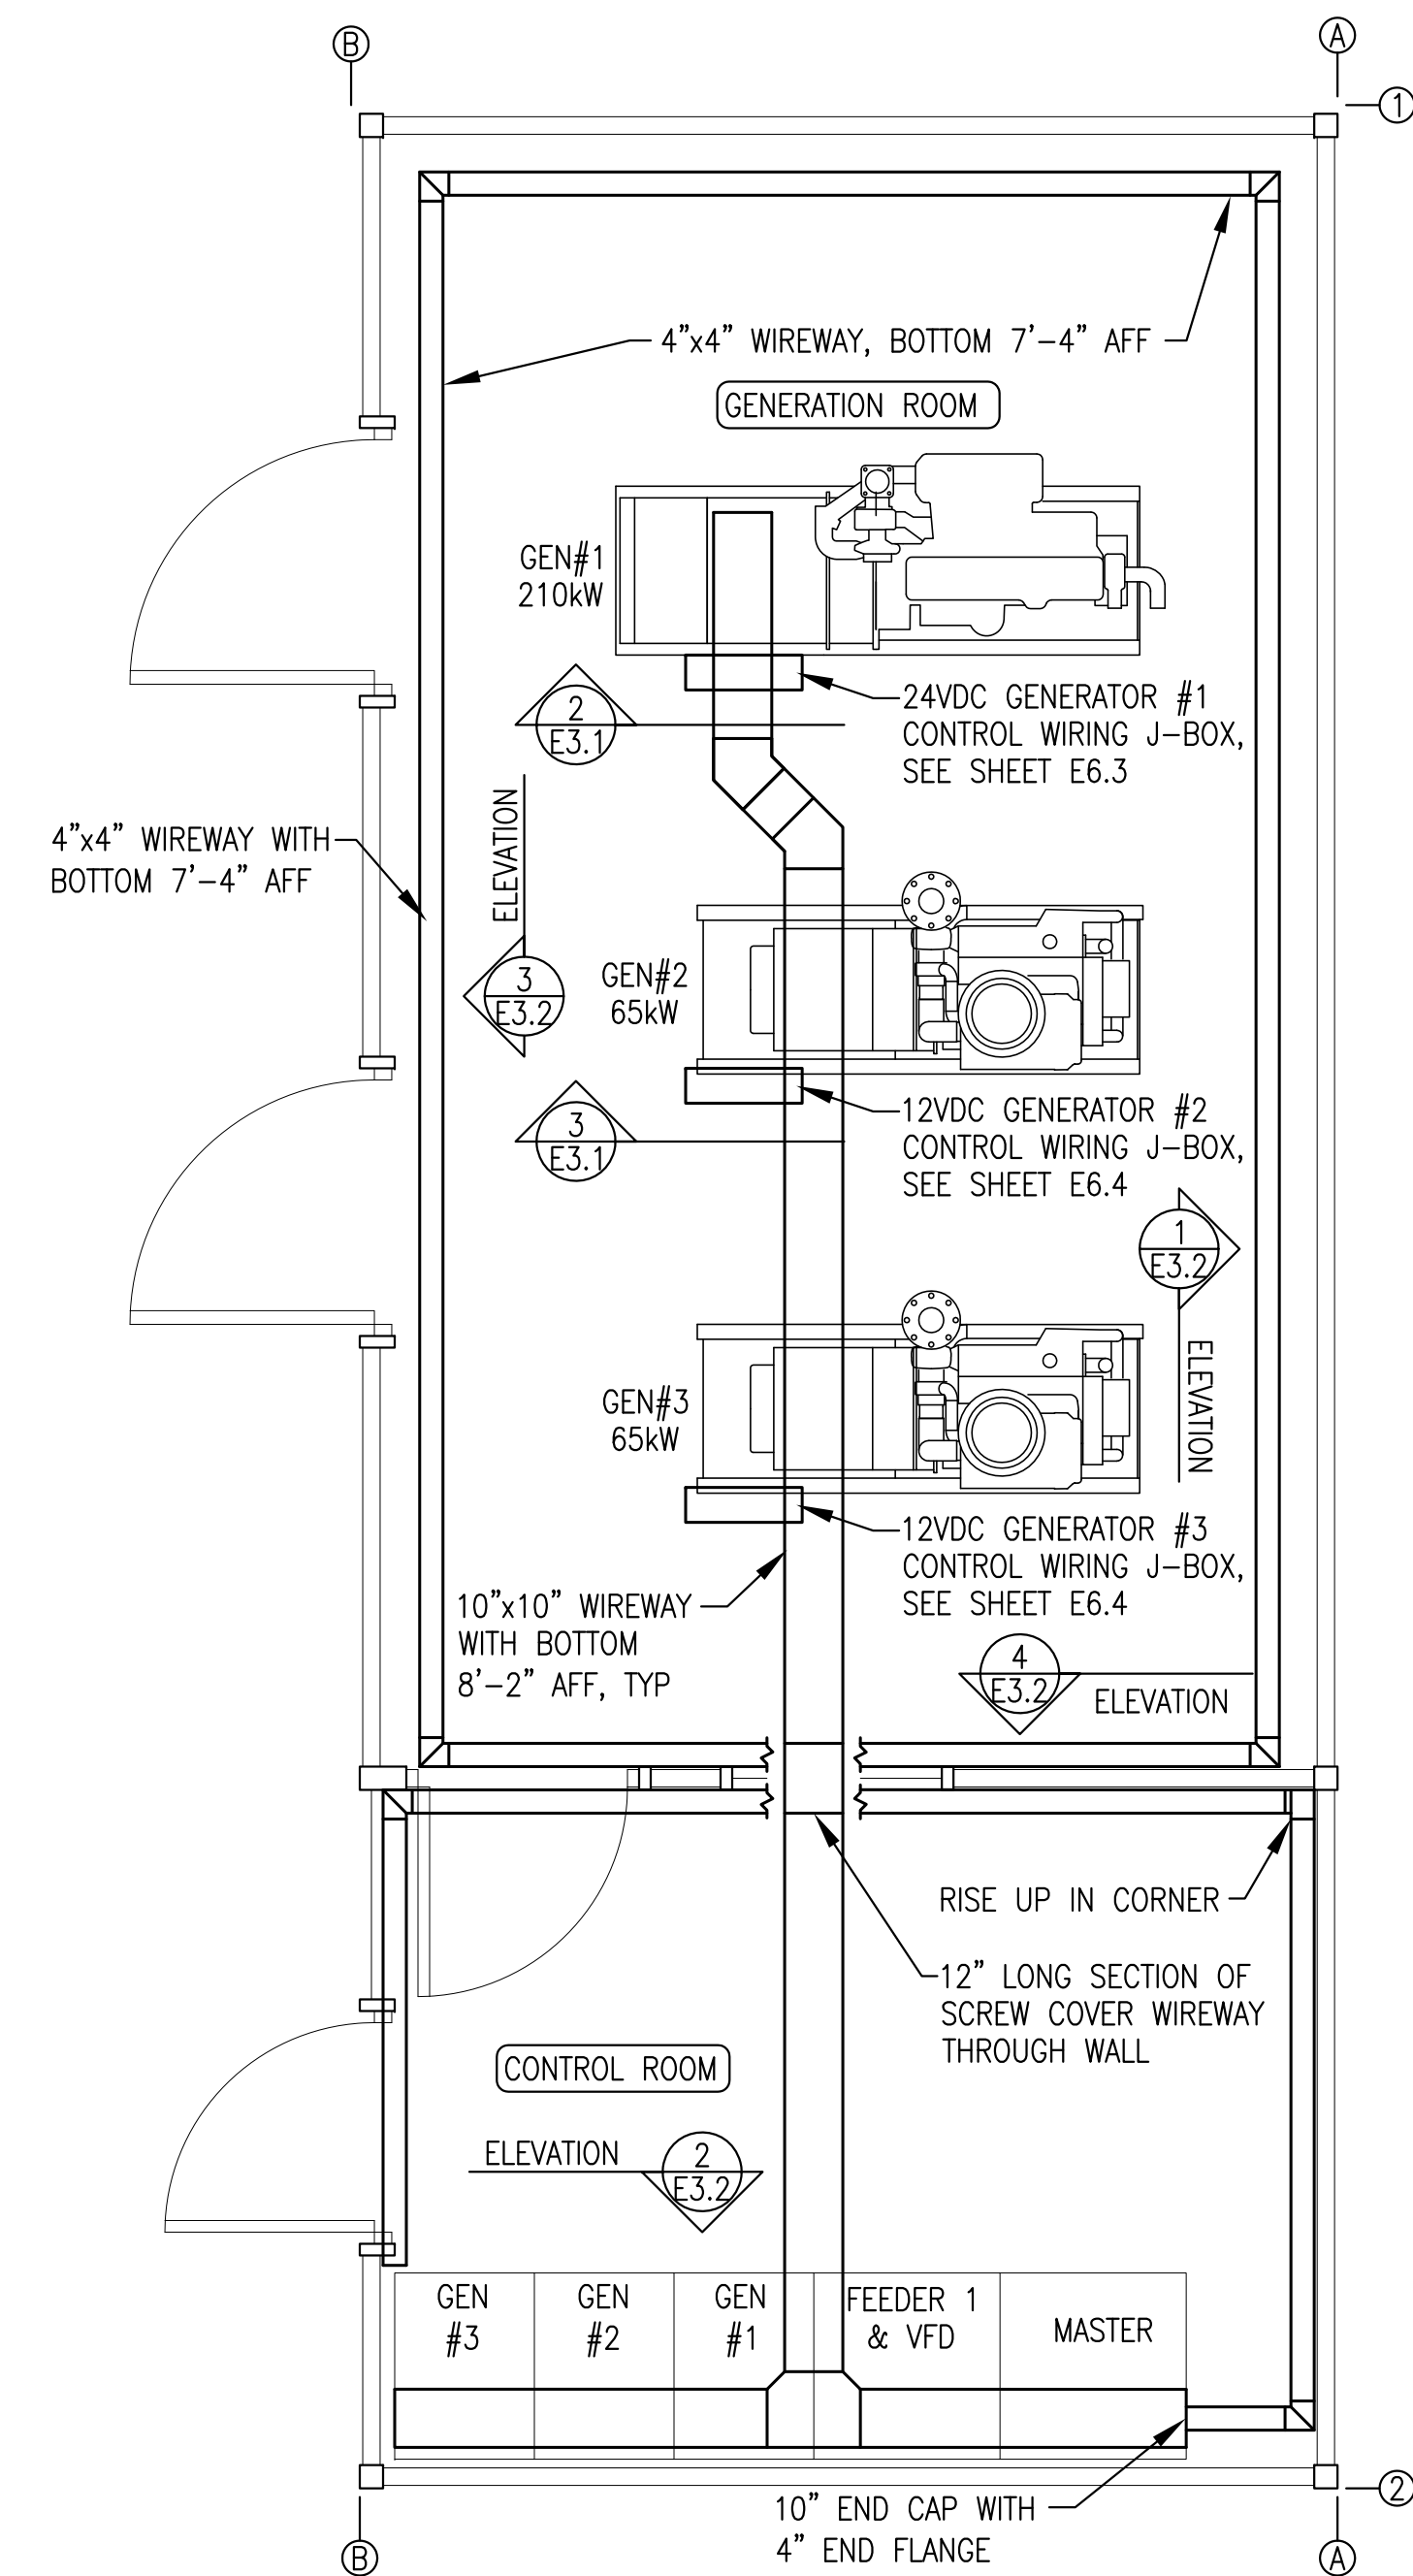 B
A
1
4"x4" WIREWAY, BOTTOM 7'-4" AFF
GENERATION ROOM
GEN#1
210kW
24VDC GENERATOR #1
CONTROL WIRING J-BOX,
SEE SHEET E6.3
2
E3.1
ELEVATION
4"x4" WIREWAY WITH
BOTTOM 7'-4" AFF
3
E3.2
GEN#2
65kW
12VDC GENERATOR #2
CONTROL WIRING J-BOX,
SEE SHEET E6.4
3
E3.1
1
E3.2
ELEVATION
GEN#3
65kW
12VDC GENERATOR #3
CONTROL WIRING J-BOX,
SEE SHEET E6.4
10"x10" WIREWAY
WITH BOTTOM
8'-2" AFF, TYP
4
E3.2
ELEVATION
RISE UP IN CORNER
12" LONG SECTION OF
SCREW COVER WIREWAY
THROUGH WALL
CONTROL ROOM
ELEVATION
2
E3.2
GEN
#3
GEN
#2
GEN
#1
FEEDER 1
& VFD
MASTER
2
10" END CAP WITH
4" END FLANGE
B
A